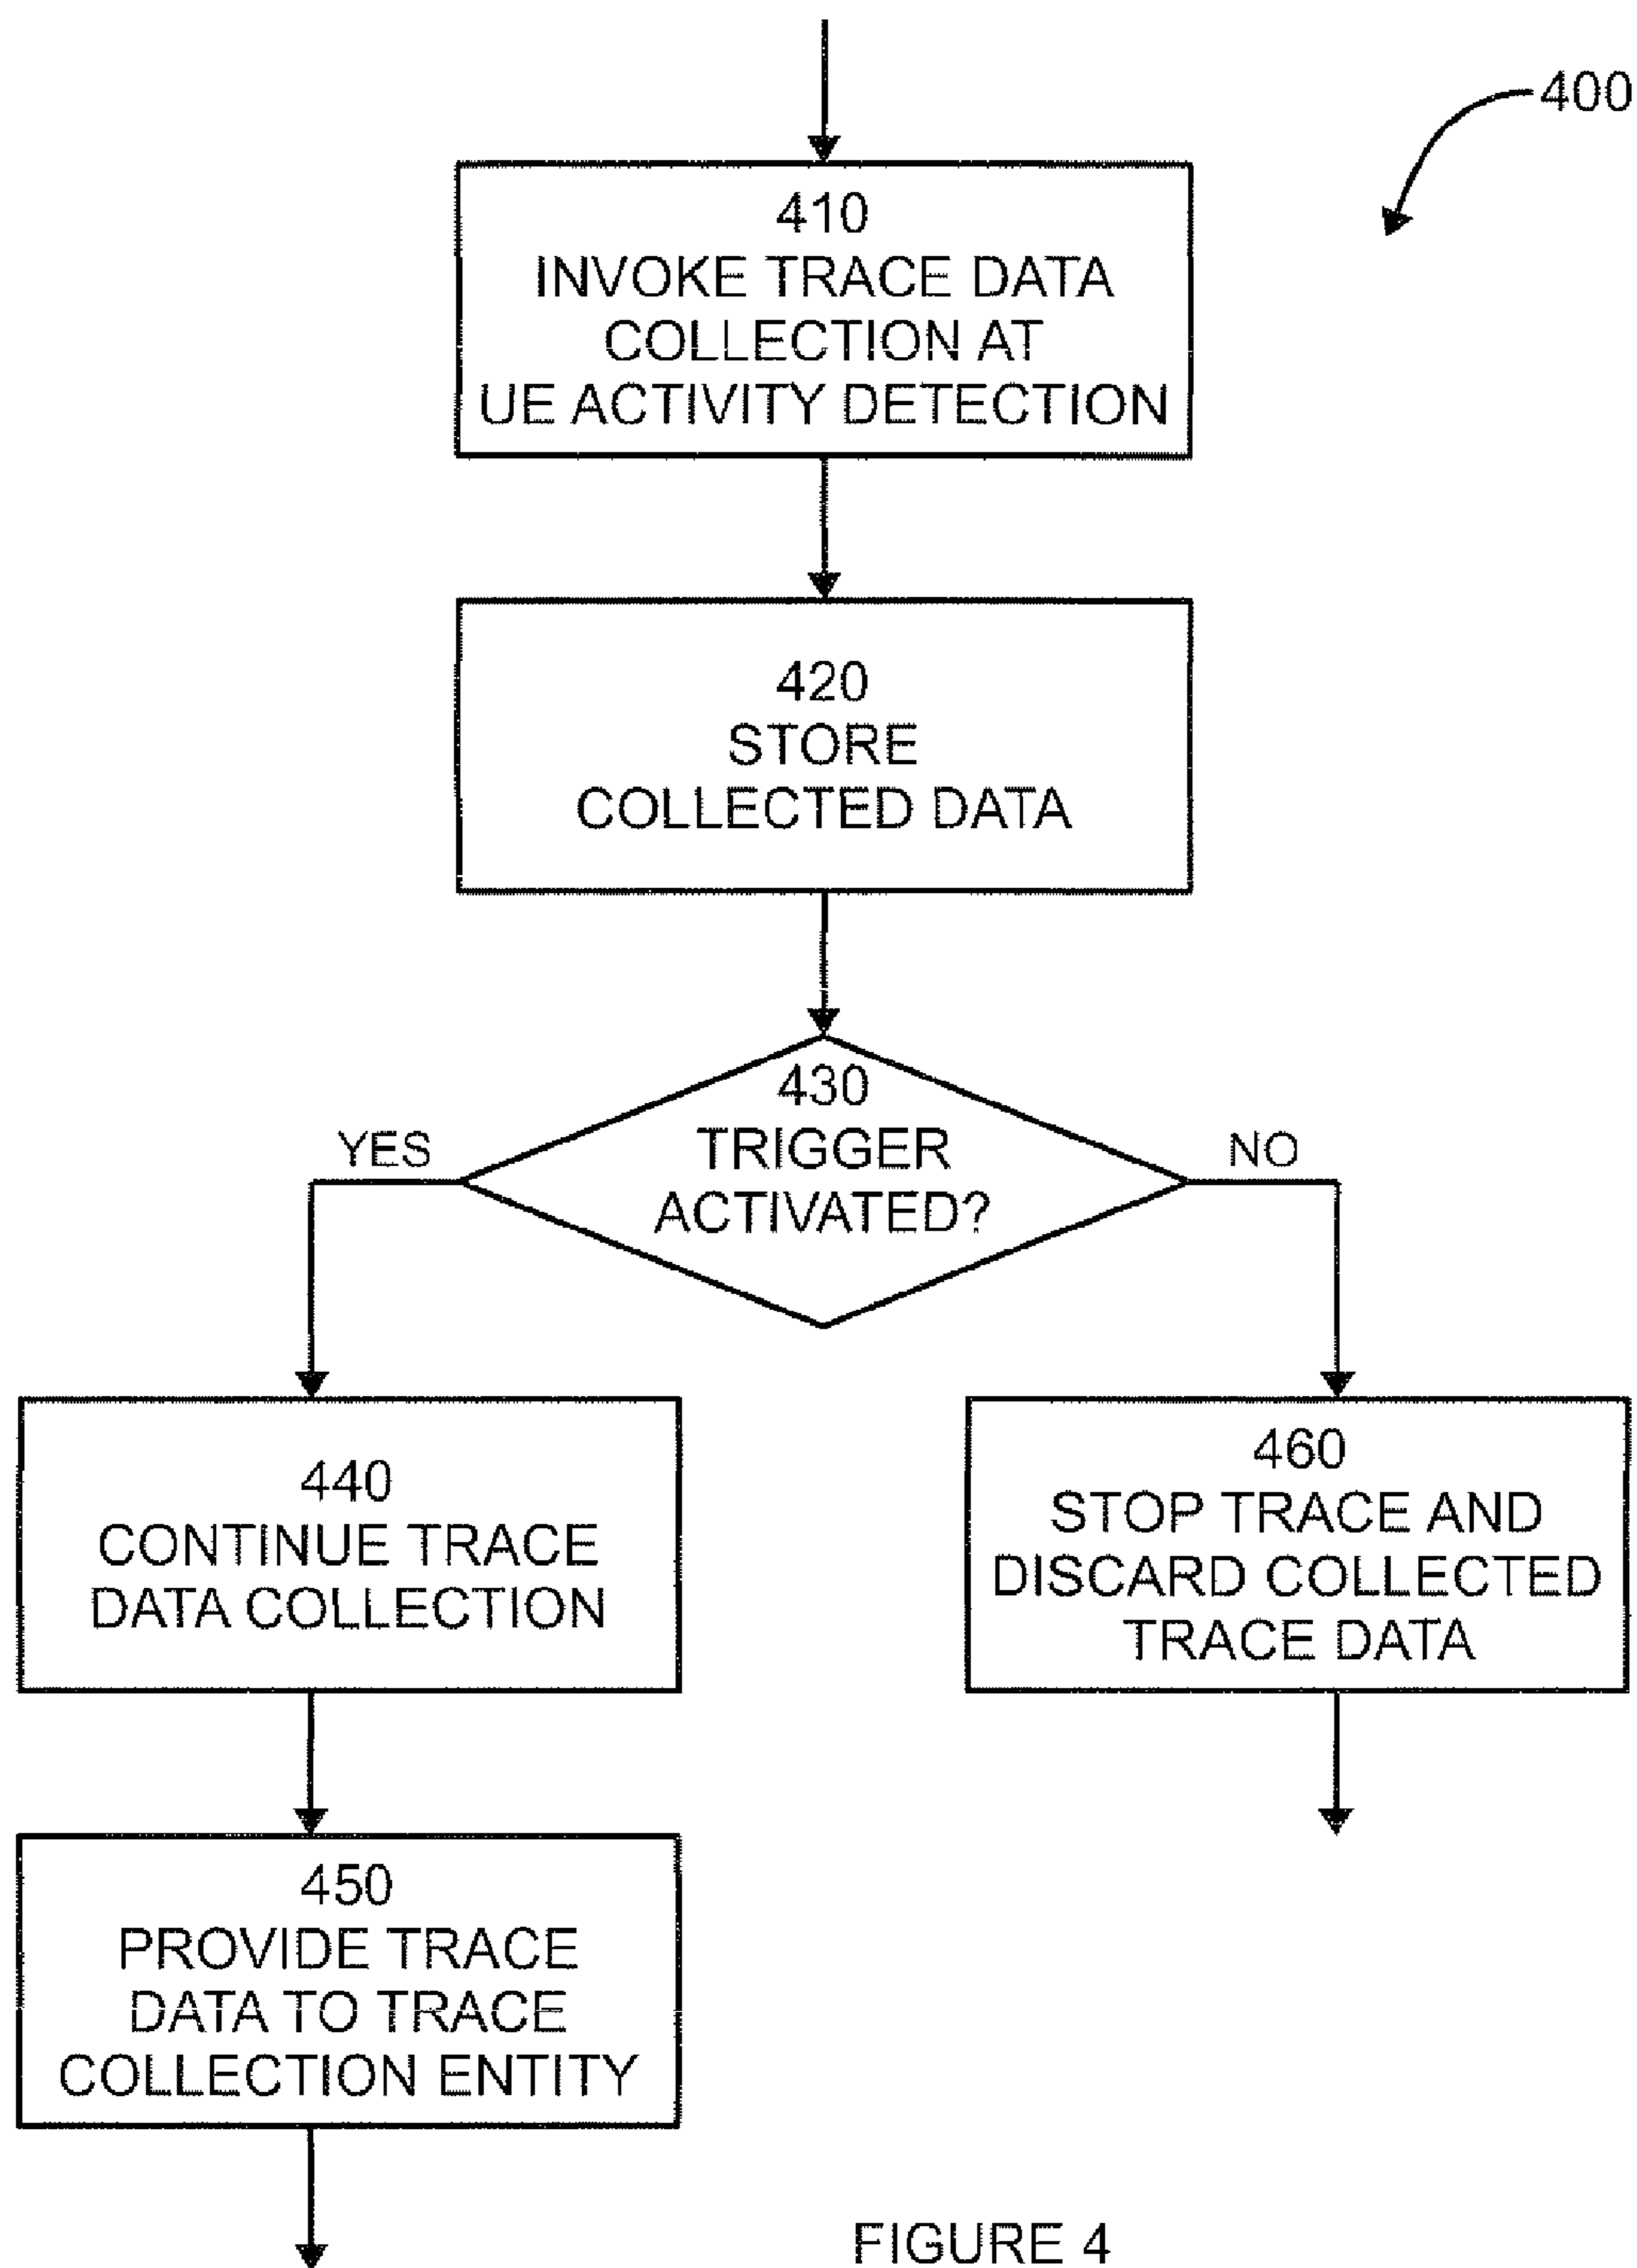 400
410
INVOKE TRACE DATA
COLLECTION AT
UE ACTIVITY DETECTION
420
STORE
COLLECTED DATA
430
TRIGGER
ACTIVATED?
YES
NO
440
CONTINUE TRACE
DATA COLLECTION
460
STOP TRACE AND
DISCARD COLLECTED
TRACE DATA
450
PROVIDE TRACE
DATA TO TRACE
COLLECTION ENTITY
FIGURE 4